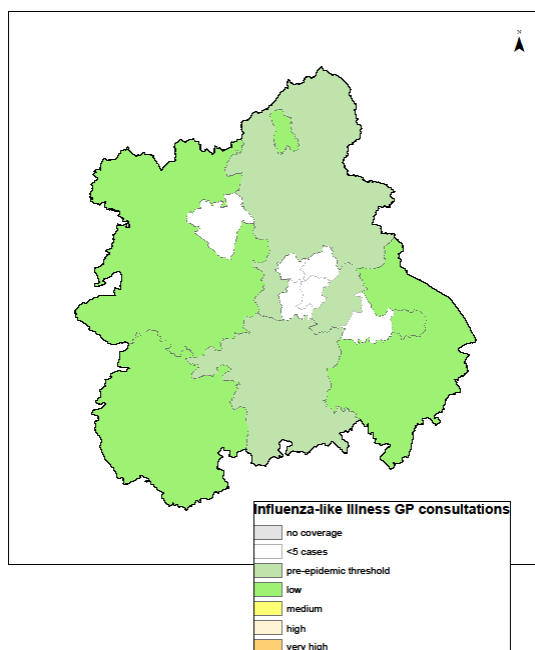 N
Influenza-like Illness GP consultations
no coverage
<5 cases
pre-epidemic threshold
low
medium
high
very high